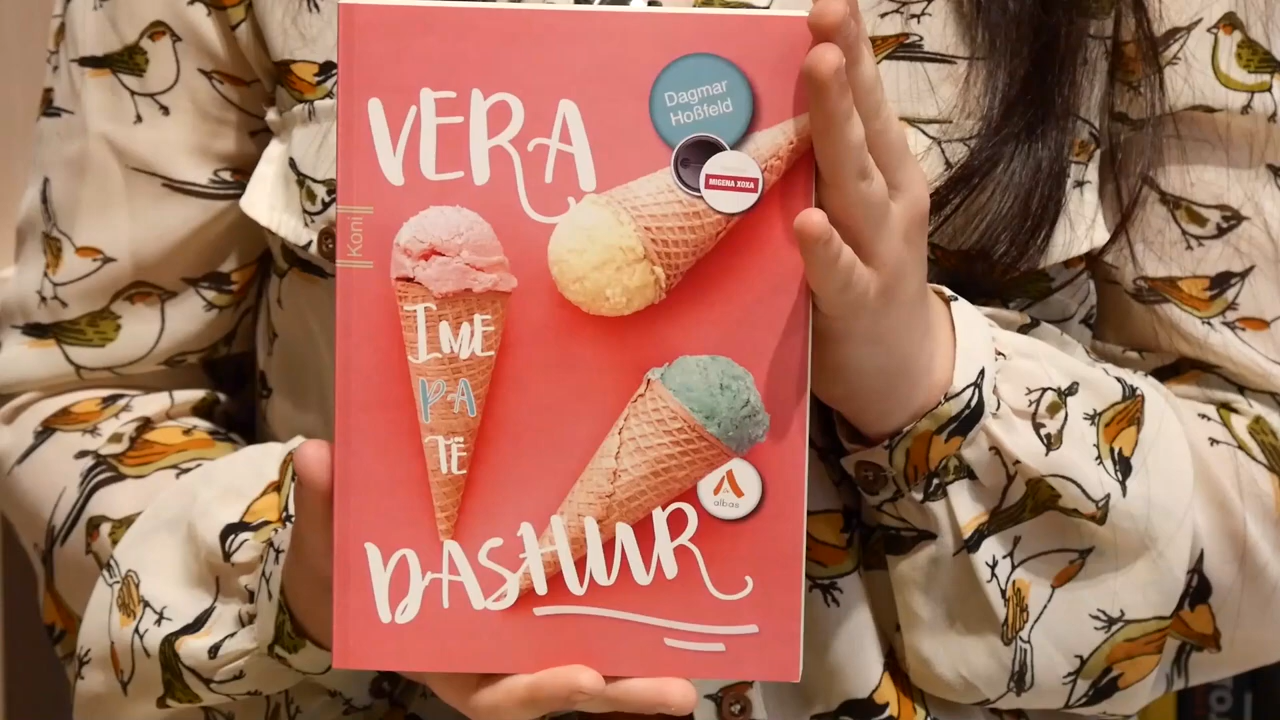 VERA
Dagmar
Hoßfeld
MIGENA XOXA
Koni
IME
PA
TË
DASHUR
albas